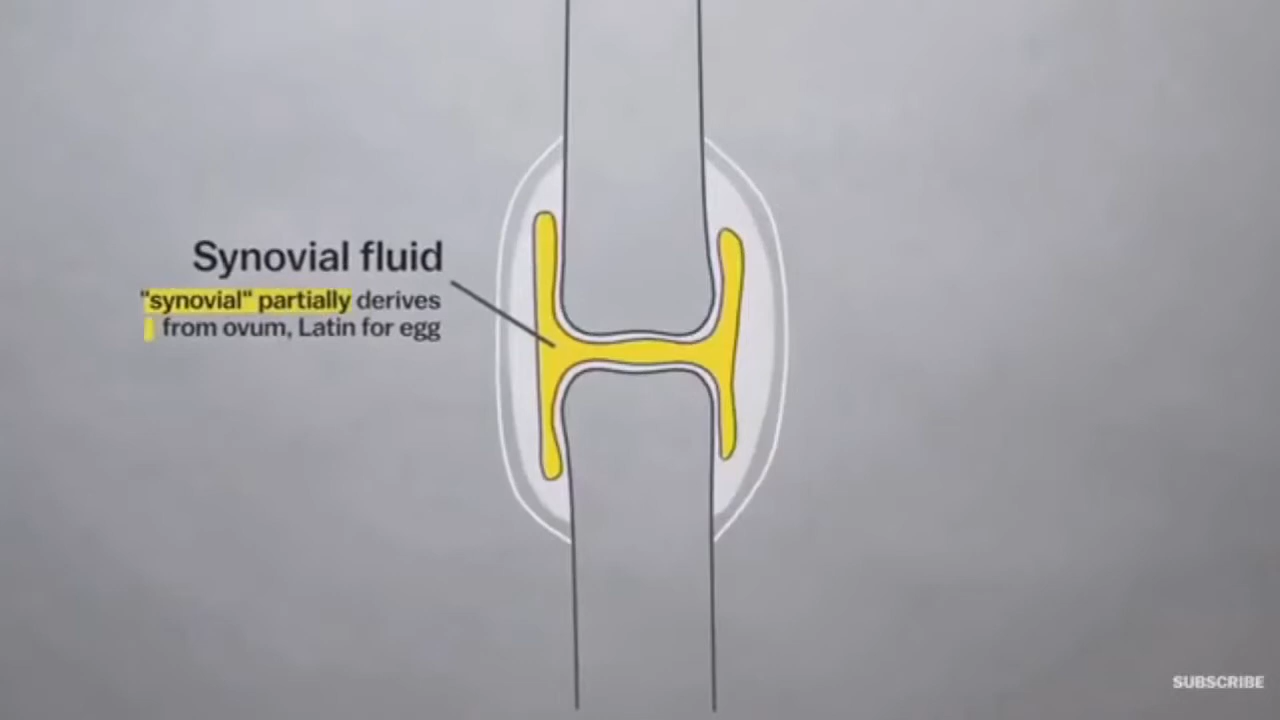 Synovial fluid
"synovial" partially derives
from ovum, Latin for egg
SUBSCRIBE